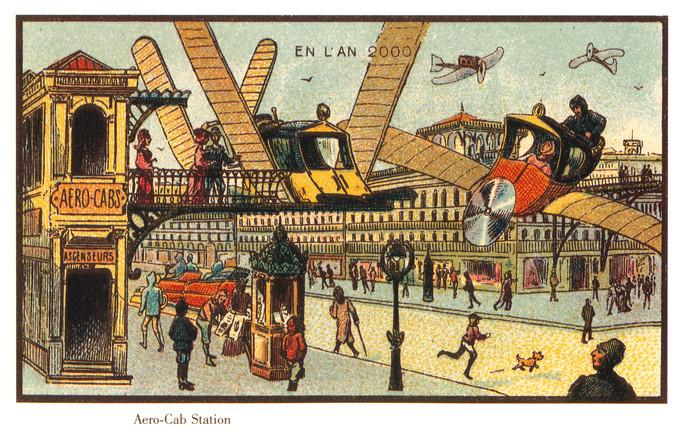 EN L'AN 2000
AERO-CABS
ASCENSEURS
Aero-Cab Station